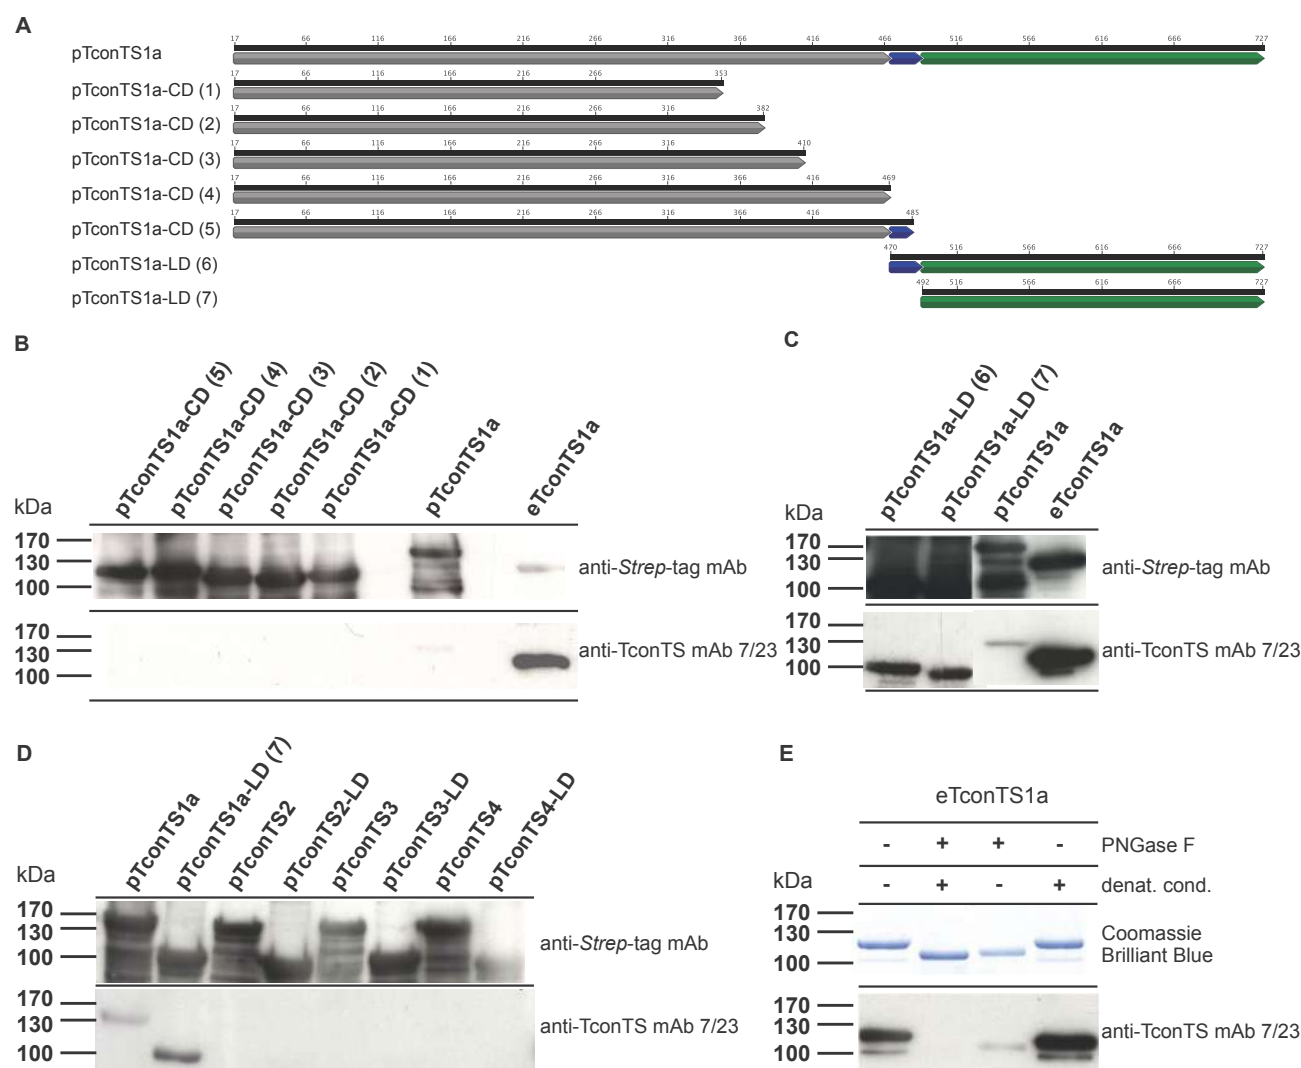 A
17 66 116 166 216 266 316 366 416 466 516 566 616 666 727
pTconTS1a
17 66 116 166 216 266 316 353
pTconTS1a-CD (1)
17 66 116 166 216 266 316 382
pTconTS1a-CD (2)
17 66 116 166 216 266 316 366 410
pTconTS1a-CD (3)
17 66 116 166 216 266 316 366 416 469
pTconTS1a-CD (4)
17 66 116 166 216 266 316 366 416 485
pTconTS1a-CD (5)
470 516 566 616 666 727
pTconTS1a-LD (6)
492 516 566 616 666 727
pTconTS1a-LD (7)
B
pTconTS1a-CD (5)
pTconTS1a-CD (4)
pTconTS1a-CD (3)
pTconTS1a-CD (2)
pTconTS1a-CD (1)
pTconTS1a
eTconTS1a
kDa
170
130
100
anti-Strep-tag mAb
170
130
100
anti-TconTS mAb 7/23
C
pTconTS1a-LD (6)
pTconTS1a-LD (7)
pTconTS1a
eTconTS1a
kDa
170
130
100
anti-Strep-tag mAb
170
130
100
anti-TconTS mAb 7/23
D
pTconTS1a
pTconTS1a-LD (7)
pTconTS2
pTconTS2-LD
pTconTS3
pTconTS3-LD
pTconTS4
pTconTS4-LD
kDa
170
130
100
anti-Strep-tag mAb
170
130
100
anti-TconTS mAb 7/23
E
eTconTS1a
- + + - PNGase F
kDa
- + - + denat. cond.
170
130
100
Coomassie
Brilliant Blue
170
130
100
anti-TconTS mAb 7/23